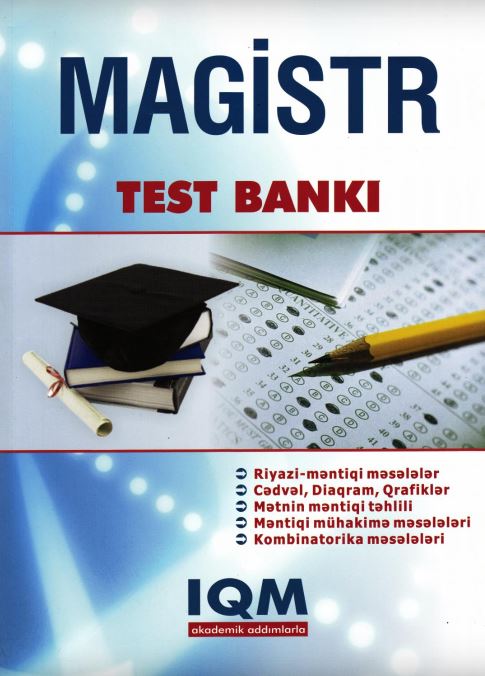 MAGİSTR
TEST BANKI
QUANTITATIVE
Riyazi-məntiqi məsələlər
Cədvəl, Diaqram, Qrafiklər
Mətnin məntiqi təhlili
Məntiqi mühakimə məsələləri
Kombinatorika məsələləri
IQM
akademik addımlarla